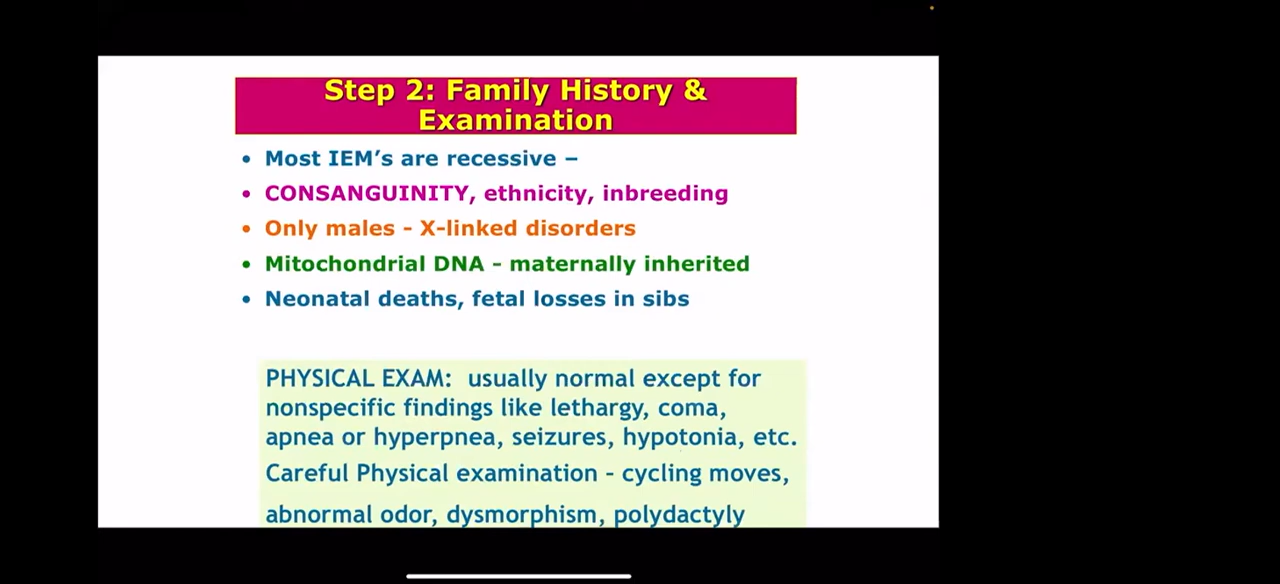 Step 2: Family History &
Examination
• Most IEM’s are recessive –
• CONSANGUINITY, ethnicity, inbreeding
• Only males - X-linked disorders
• Mitochondrial DNA - maternally inherited
• Neonatal deaths, fetal losses in sibs
PHYSICAL EXAM: usually normal except for
nonspecific findings like lethargy, coma,
apnea or hyperpnea, seizures, hypotonia, etc.
Careful Physical examination - cycling moves,
abnormal odor, dysmorphism, polydactyly